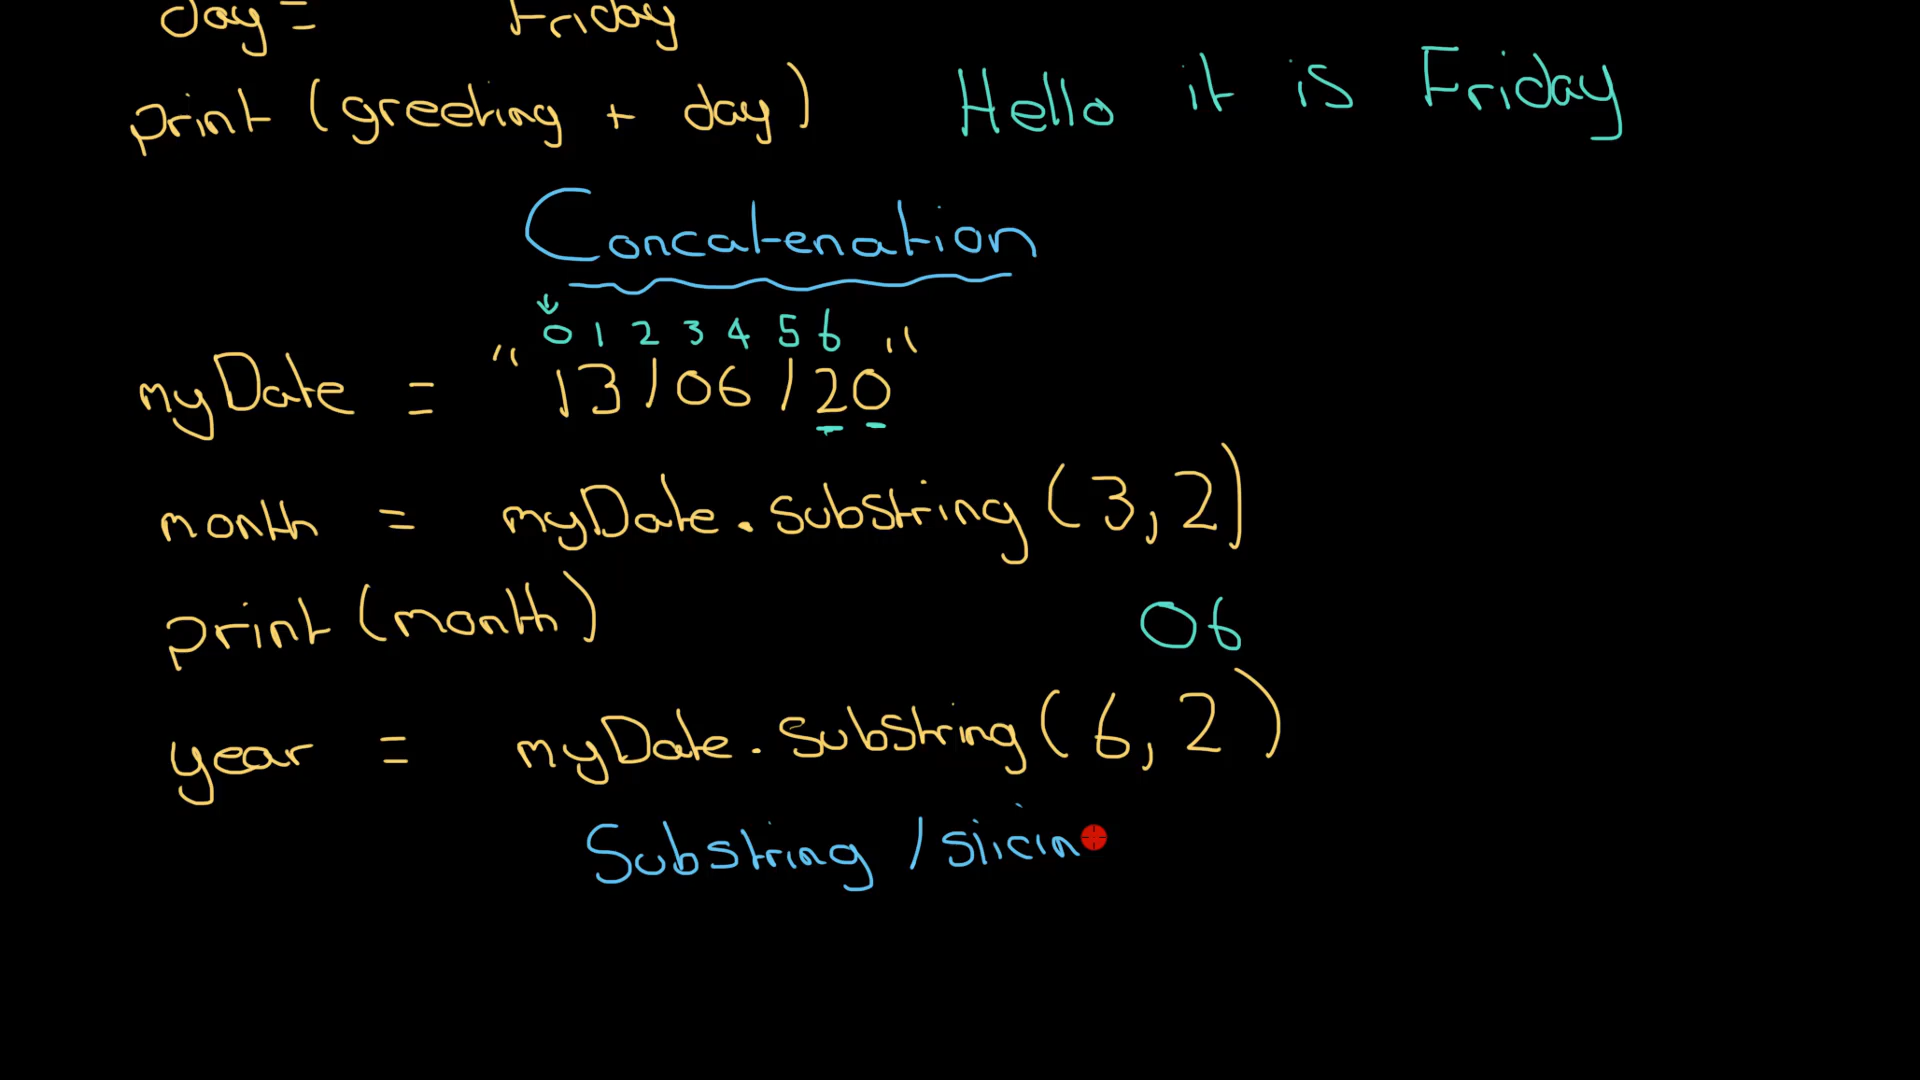 day = Friday
print (greeting + day) Hello it is Friday
Concatenation
0 1 2 3 4 5 6
myDate = "13/06/20"
month = myDate.substring (3,2)
print (month)
06
year = myDate.substring (6,2)
Substring / slicin